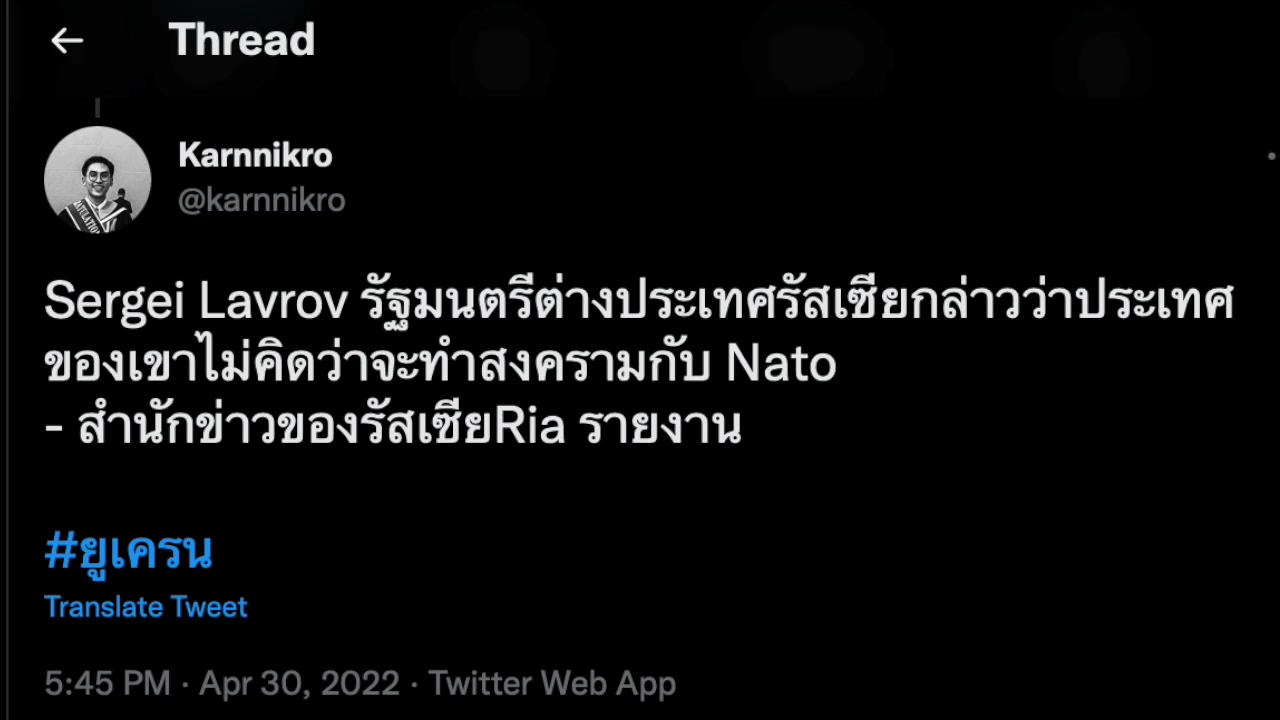 Thread
Karnnikro
@karnnikro
Sergei Lavrov รัฐมนตรีต่างประเทศรัสเซียกล่าวว่าประเทศ
ของเขาไม่คิดว่าจะทำสงครามกับ Nato
- สำนักข่าวของรัสเซียRia รายงาน
#ยูเครน
Translate Tweet
5:45 PM · Apr 30, 2022 · Twitter Web App